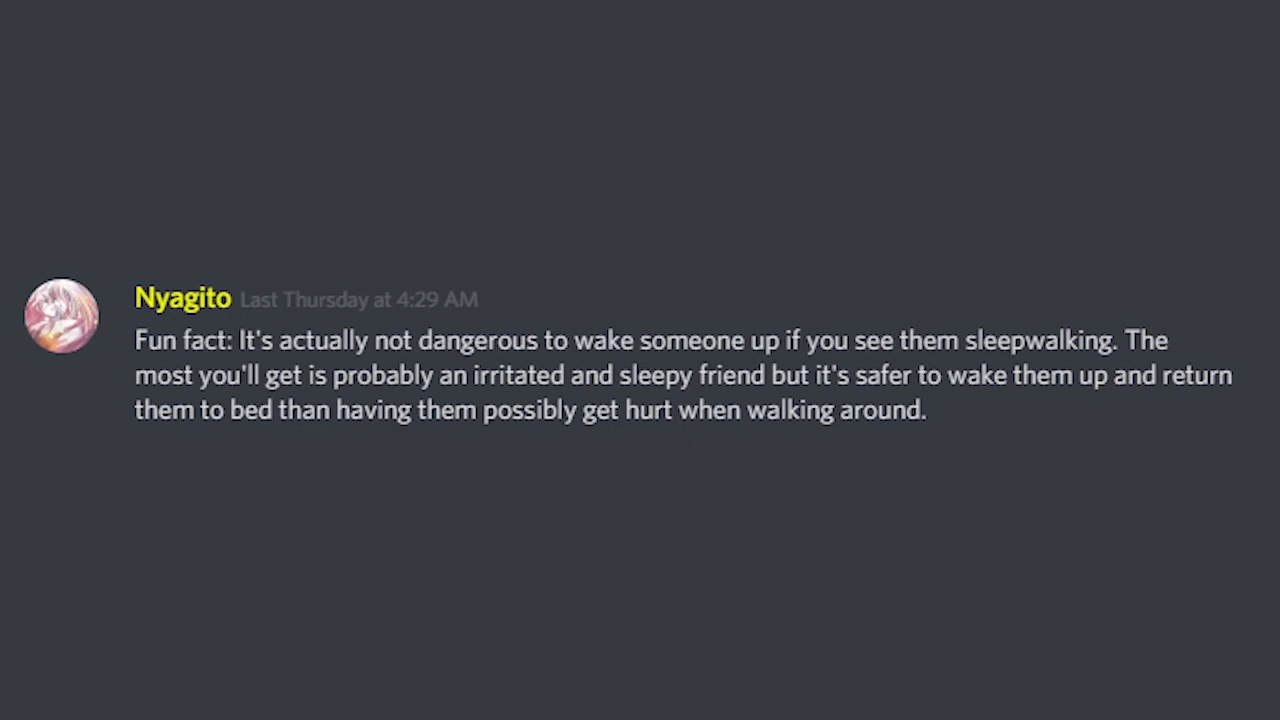 Nyagito Last Thursday at 4:29 AM
Fun fact: It's actually not dangerous to wake someone up if you see them sleepwalking. The
most you'll get is probably an irritated and sleepy friend but it's safer to wake them up and return
them to bed than having them possibly get hurt when walking around.